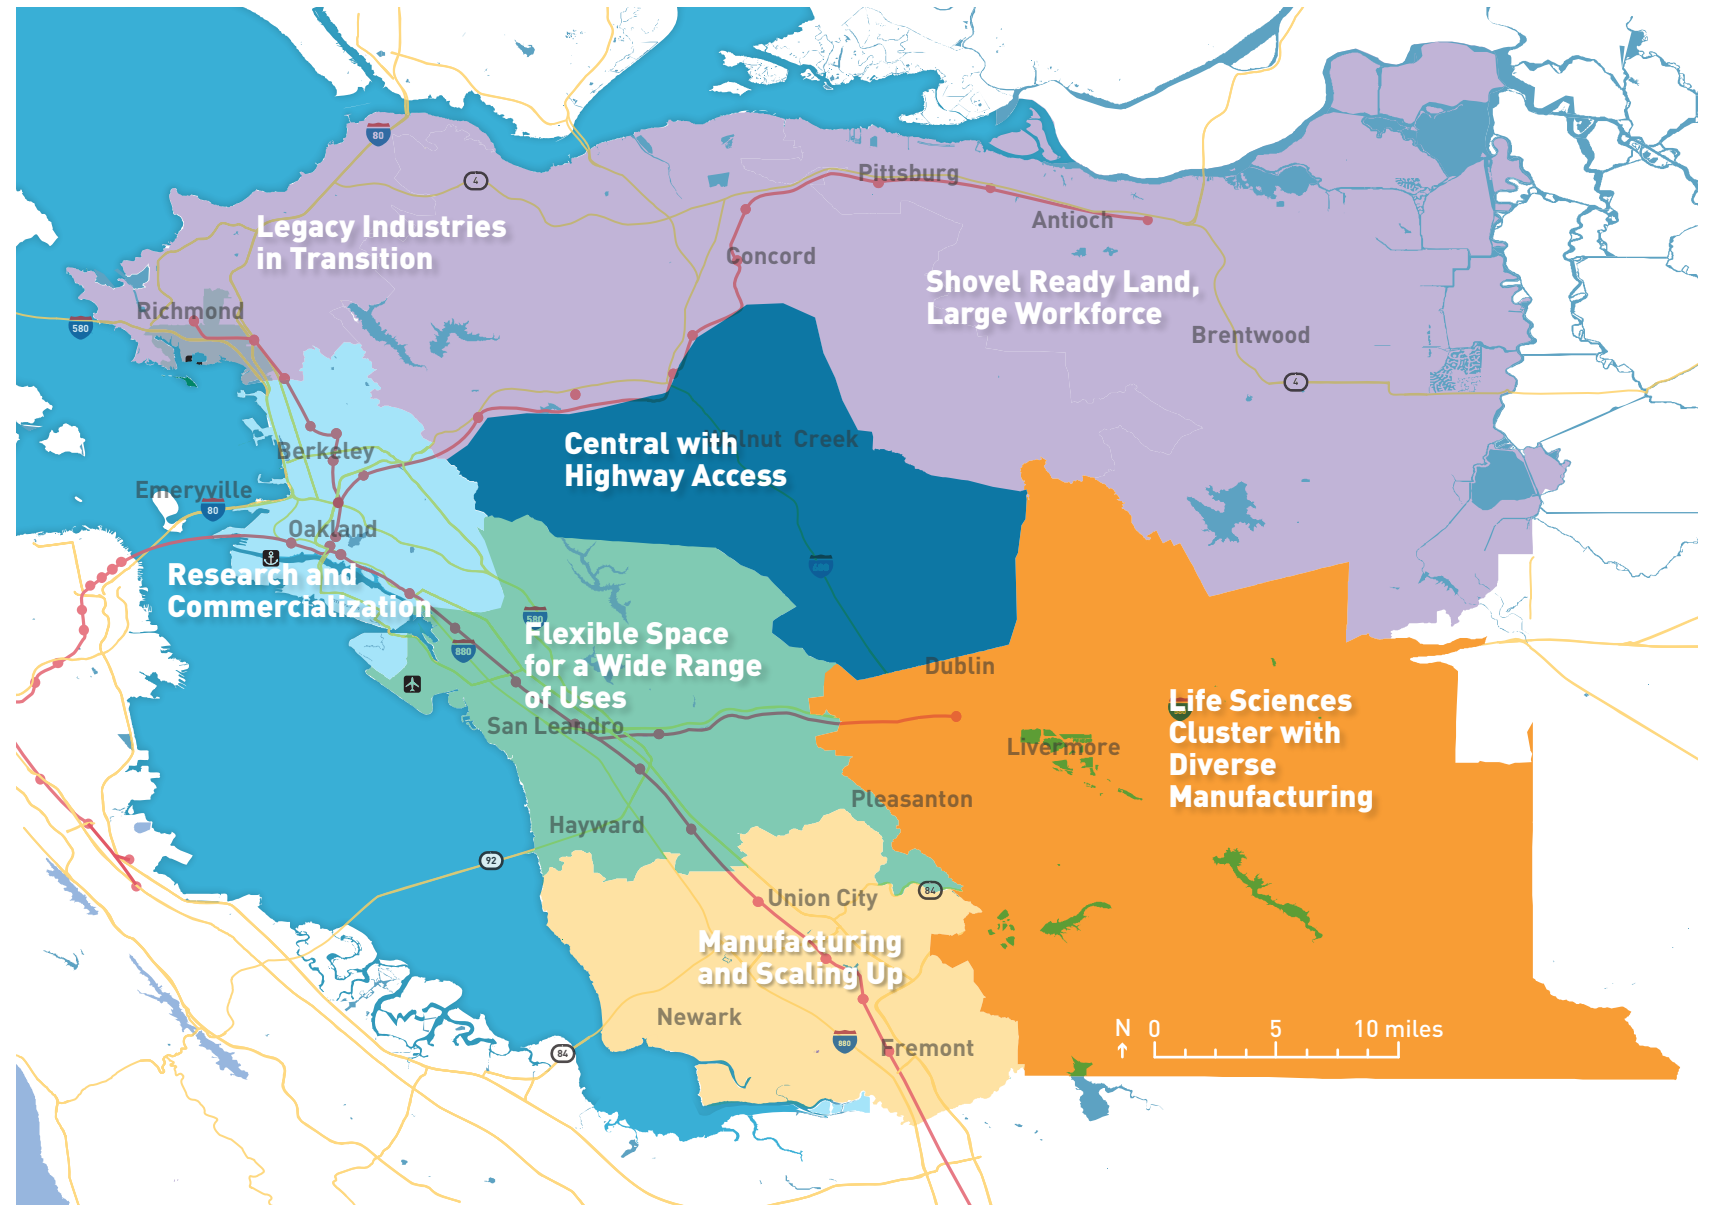 80
4
Pittsburg
Antioch
Legacy Industries
in Transition
Concord
Shovel Ready Land,
Large Workforce
Richmond
580
Brentwood
4
Central with
Highway Access
Creek
Berkeley
Emeryville
80
Oakland
Research and
Commercialization
680
580
Flexible Space
for a Wide Range
of Uses
880
Dublin
San Leandro
Life Sciences
Cluster with
Diverse
Manufacturing
Livermore
Pleasanton
Hayward
92
84
Union City
Manufacturing
and Scaling Up
Newark
880
Fremont
84
N 0 5 10 miles